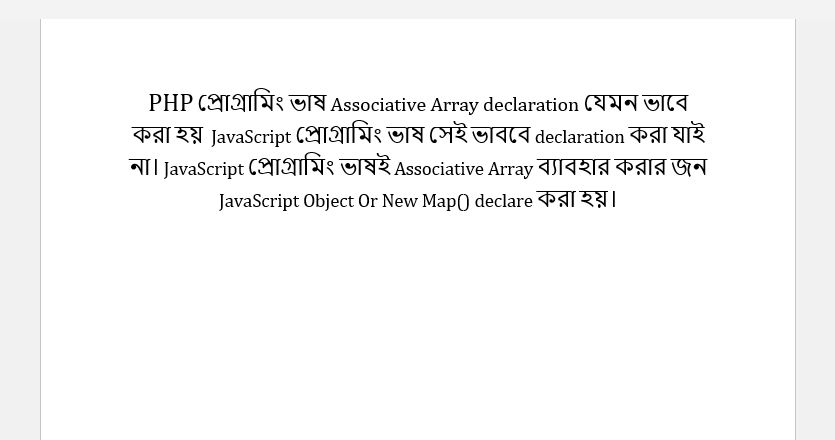 PHP প্রোগ্রামিং ভাষ Associative Array declaration যেমন ভাবে
করা হয় JavaScript প্রোগ্রামিং ভাষ সেই ভাববে declaration করা যাই
না। JavaScript প্রোগ্রামিং ভাষই Associative Array ব্যাবহার করার জন
JavaScript Object Or New Map() declare করা হয়।